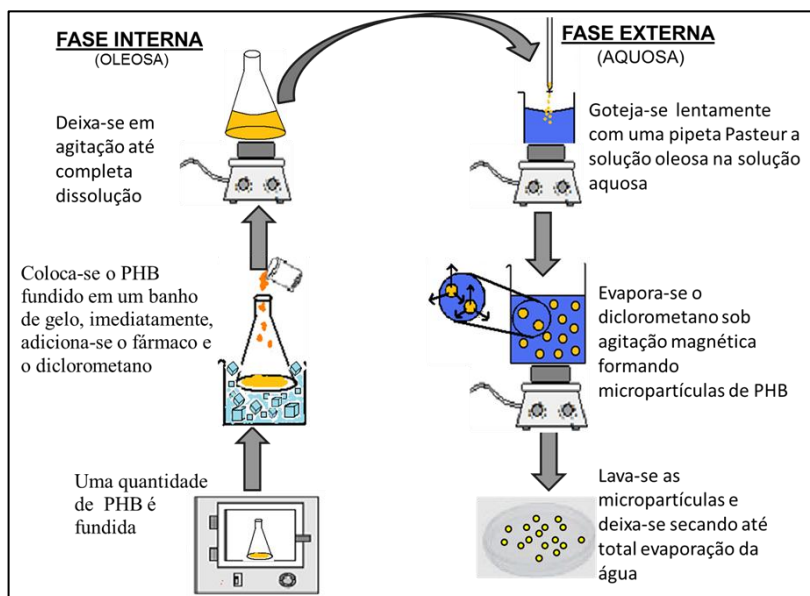 FASE INTERNA
(OLEOSA)
Deixa-se em
agitação até
completa
dissolução
Coloca-se o PHB
fundido em um banho
de gelo, imediatamente,
adiciona-se o fármaco e
o diclorometano
Uma quantidade
de PHB é
fundida
FASE EXTERNA
(AQUOSA)
Goteja-se lentamente
com uma pipeta Pasteur a
solução oleosa na solução
aquosa
Evapora-se o
diclorometano sob
agitação magnética
formando
micropartículas de PHB
Lava-se as
micropartículas e
deixa-se secando até
total evaporação da
água